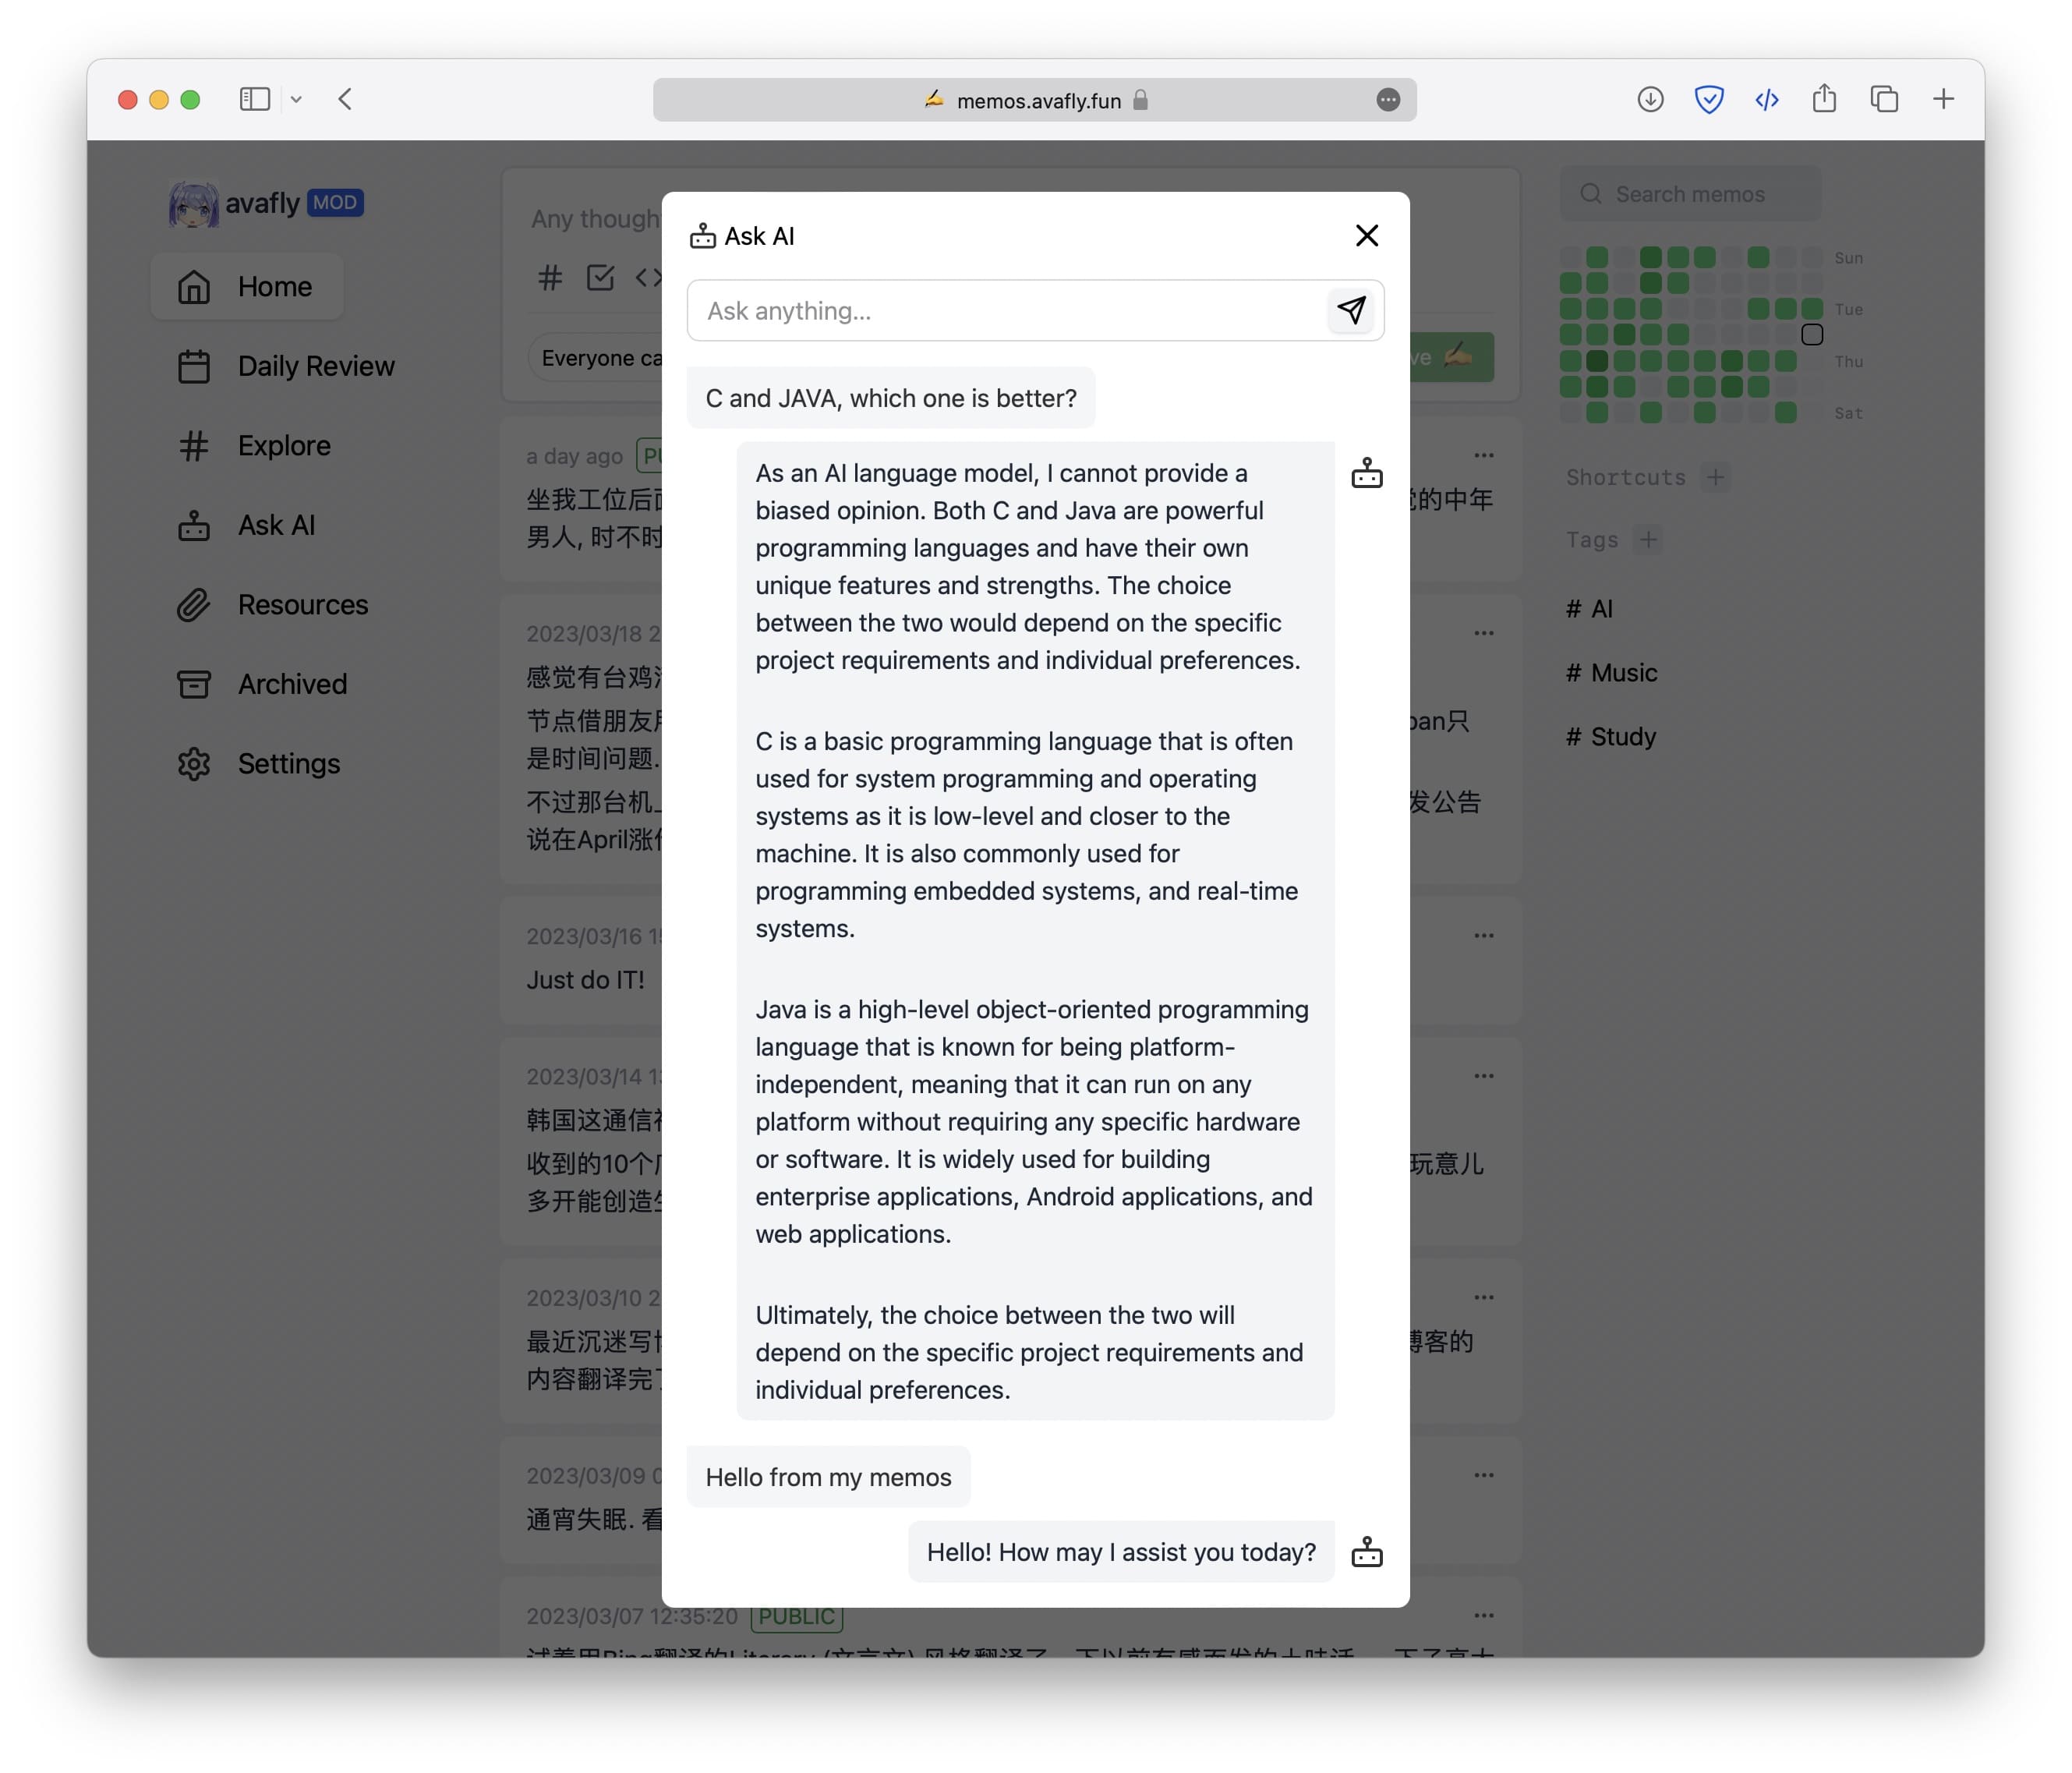 memos.avafly.fun
avafly MOD
Home
Daily Review
Explore
Ask AI
Resources
Archived
Settings
Any
Everyone
a day ago
坐我工位后
的中年
男人, 时不时
2023/03/18
感觉有台鸡
节点借朋友
ban只
是时间问题.
不过那台机
发公告
说在April涨
2023/03/16
Just do IT!
2023/03/14
韩国这通信
收到的10个
玩意儿
多开能创造
2023/03/10
最近沉迷写
博客的
内容翻译完
2023/03/09
通宵失眠. 看
2023/03/07 12:35:20 PUBLIC
Ask AI
Ask anything...
C and JAVA, which one is better?
As an AI language model, I cannot provide a
biased opinion. Both C and Java are powerful
programming languages and have their own
unique features and strengths. The choice
between the two would depend on the specific
project requirements and individual preferences.
C is a basic programming language that is often
used for system programming and operating
systems as it is low-level and closer to the
machine. It is also commonly used for
programming embedded systems, and real-time
systems.
Java is a high-level object-oriented programming
language that is known for being platform-
independent, meaning that it can run on any
platform without requiring any specific hardware
or software. It is widely used for building
enterprise applications, Android applications, and
web applications.
Ultimately, the choice between the two will
depend on the specific project requirements and
individual preferences.
Hello from my memos
Hello! How may I assist you today?
Search memos
Sun
Tue
Thu
Sat
Shortcuts
Tags
# AI
# Music
# Study